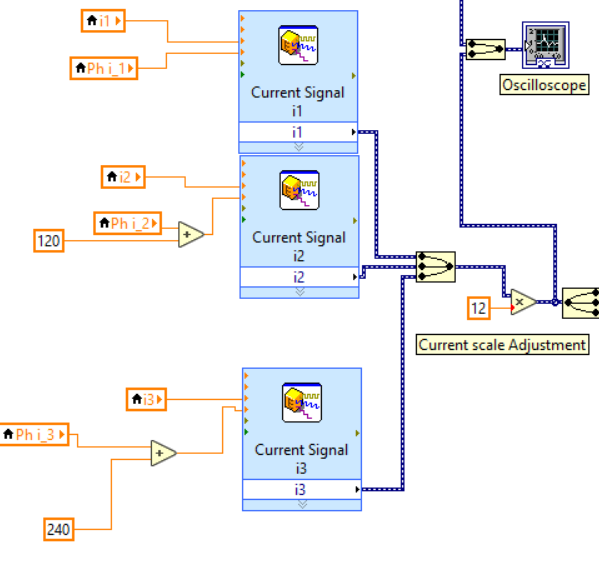 i1
Ph i_1
Current Signal
i1
i1
Oscilloscope
i2
Ph i_2
120
+
Current Signal
i2
i2
12
×
Current scale Adjustment
i3
Ph i_3
+
Current Signal
i3
i3
240